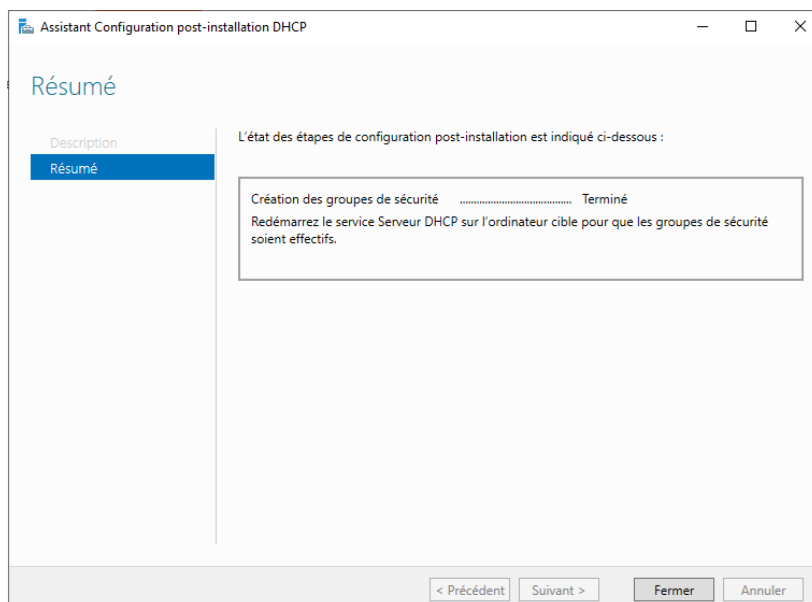 Assistant Configuration post-installation DHCP
Résumé
Description
Résumé
L'état des étapes de configuration post-installation est indiqué ci-dessous :
Création des groupes de sécurité ........................................ Terminé
Redémarrez le service Serveur DHCP sur l'ordinateur cible pour que les groupes de sécurité
soient effectifs.
< Précédent Suivant > Fermer Annuler